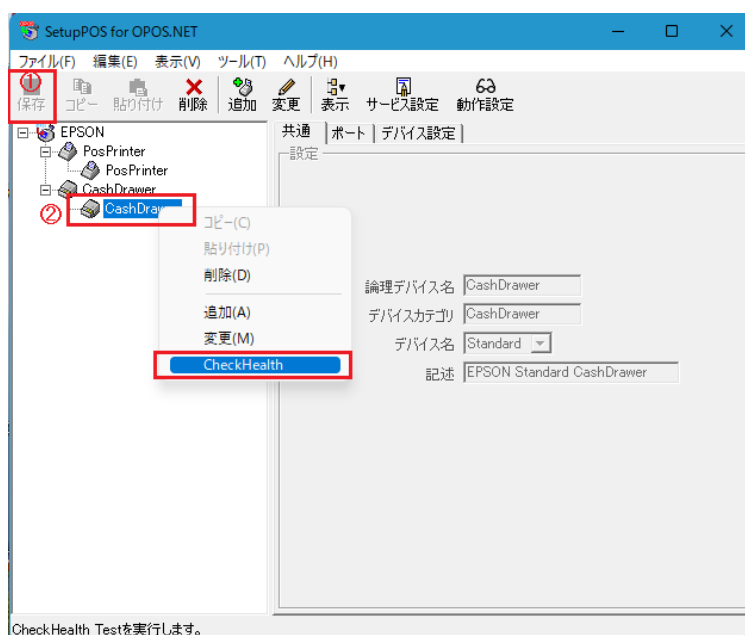 SetupPOS for OPOS.NET
ファイル(F) 編集(E) 表示(V) ツール(T) ヘルプ(H)
①
保存 コピー 貼り付け 削除 追加 変更 表示 サービス設定 動作設定
EPSON
PosPrinter
PosPrinter
CashDrawer
② CashDraw
共通 ポート デバイス設定
設定
コピー(C)
貼り付け(P)
削除(D)
追加(A)
変更(M)
CheckHealth
論理デバイス名 CashDrawer
デバイスカテゴリ CashDrawer
デバイス名 Standard
記述 EPSON Standard CashDrawer
CheckHealth Testを実行します。